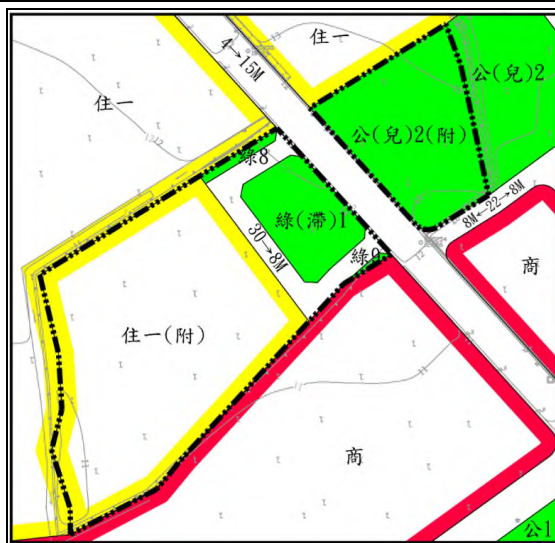 住一
4→15M
住一
公(兒)2
公(兒)2(附)
綠8
綠(滯)1
8M←22→8M
30→8M
綠9
商
住一(附)
商
公1